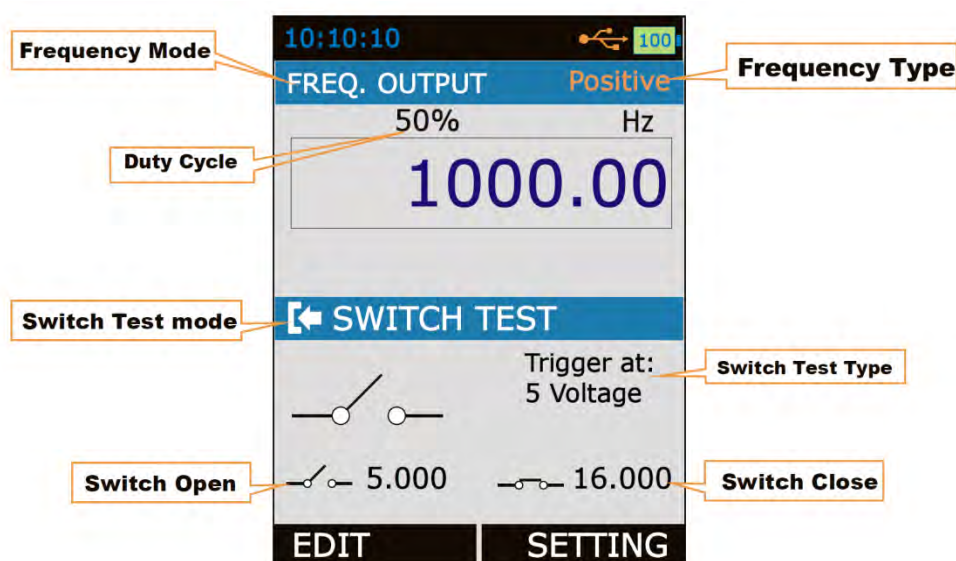 10:10:10 100
Frequency Mode
FREQ. OUTPUT Positive
Frequency Type
50% Hz
Duty Cycle
1000.00
Switch Test mode
SWITCH TEST
Trigger at:
5 Voltage
Switch Test Type
Switch Open
5.000 16.000
Switch Close
EDIT SETTING